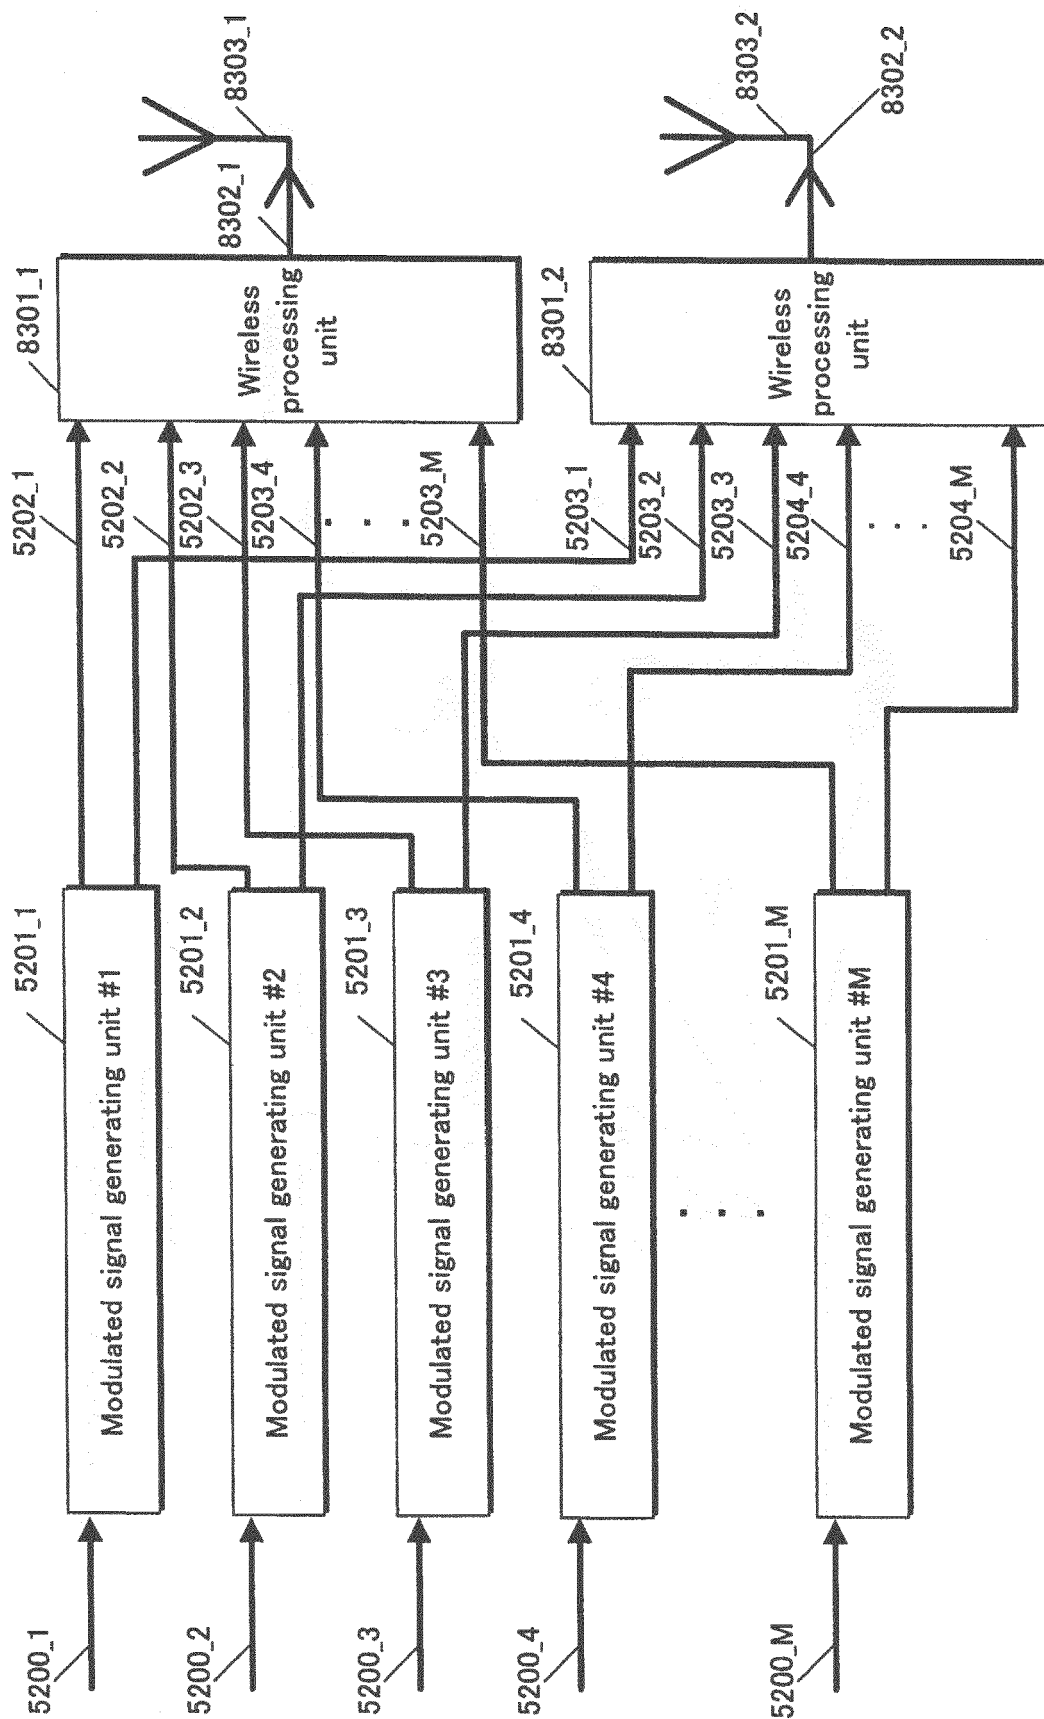 5200_1
5201_1
Modulated signal generating unit #1
5200_2
5201_2
Modulated signal generating unit #2
5200_3
5201_3
Modulated signal generating unit #3
5200_4
5201_4
Modulated signal generating unit #4
5200_M
5201_M
Modulated signal generating unit #M
5202_1
5202_2
5202_3
5203_4
5203_M
8301_1
Wireless
processing
unit
8302_1
8303_1
5203_1
5203_2
5203_3
5204_4
5204_M
8301_2
Wireless
processing
unit
8303_2
8302_2